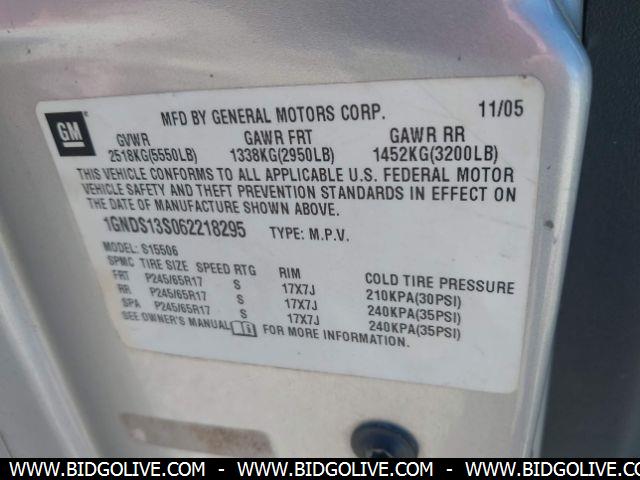 GM
MFD BY GENERAL MOTORS CORP. 11/05
GVWR GAWR FRT GAWR RR
2518KG(5550LB) 1338KG(2950LB) 1452KG(3200LB)
THIS VEHICLE CONFORMS TO ALL APPLICABLE U.S. FEDERAL MOTOR
VEHICLE SAFETY AND THEFT PREVENTION STANDARDS IN EFFECT ON
THE DATE OF MANUFACTURE SHOWN ABOVE.
1GNDS13S062218295 TYPE: M.P.V.
MODEL: S15506
SPMC TIRE SIZE SPEED RTG RIM COLD TIRE PRESSURE
FRT P245/65R17 S 17X7J 210KPA(30PSI)
RR P245/65R17 S 17X7J 240KPA(35PSI)
SPA P245/65R17 S 17X7J 240KPA(35PSI)
SEE OWNER'S MANUAL FOR MORE INFORMATION.
WWW.BIDGOLIVE.COM - WWW.BIDGOLIVE.COM - WWW.BIDGOLIVE.COM